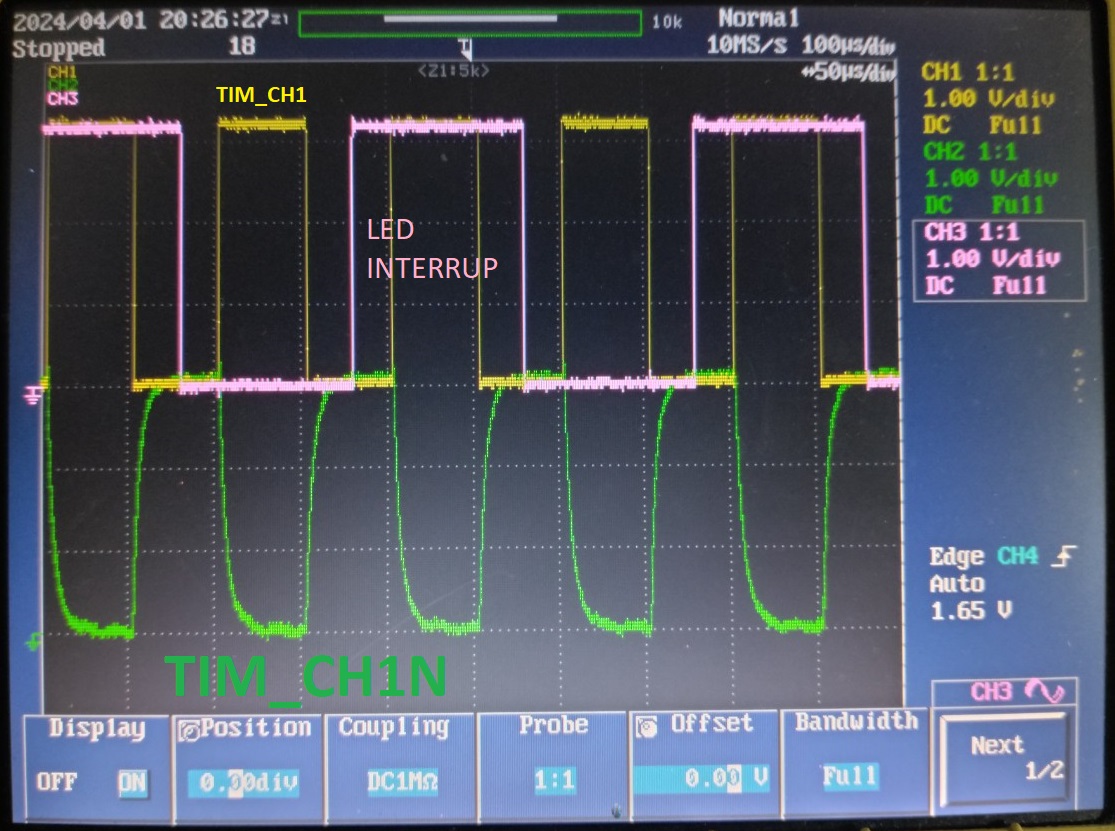 2024/04/01 20:26:27
10k
Normal
Stopped
18
T
10MS/s 100µs/div
<Z1:5k>
↔50µs/div
CH1
CH2
CH3
TIM_CH1
LED
INTERRUP
TIM_CH1N
CH1 1:1
1.00 V/div
DC Full
CH2 1:1
1.00 V/div
DC Full
CH3 1:1
1.00 V/div
DC Full
Edge CH4
Auto
1.65 V
CH3
Display
OFF ON
Position
0.00div
Coupling
DC1MΩ
Probe
1:1
Offset
0.00 V
Bandwidth
Full
Next
1/2